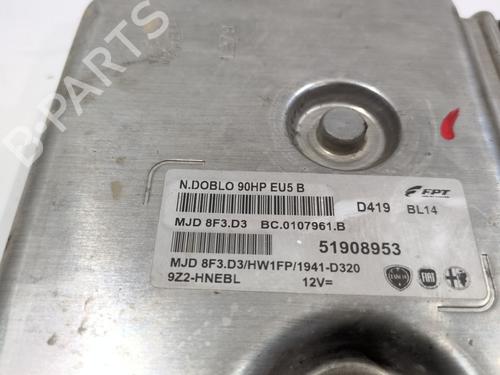 B-PARTS
N.DOBLO 90HP EU5 B
D419 BL14
FPT
MJD 8F3.D3 BC.0107961.B
51908953
MJD 8F3.D3/HW1FP/1941-D320
9Z2-HNEBL 12V=
FIAT